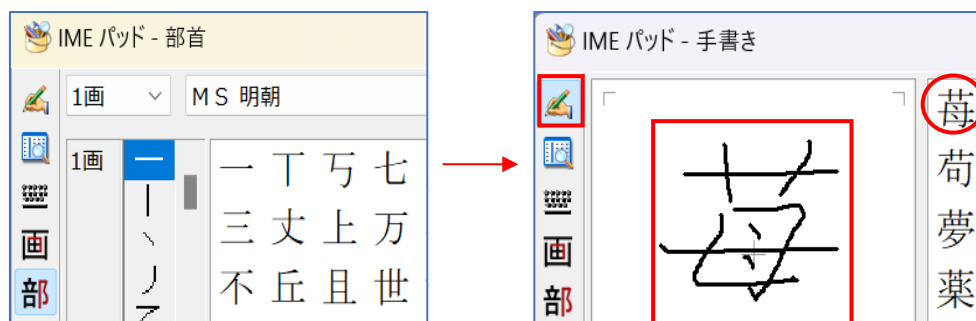 IME パッド - 部首
1画
ＭＳ 明朝
1画
一 丨 丶 丿
一 丅 丂 七
三 丈 上 万
不 丘 且 世
画
部
IME パッド - 手書き
苺
苺
苟
夢
薬
画
部